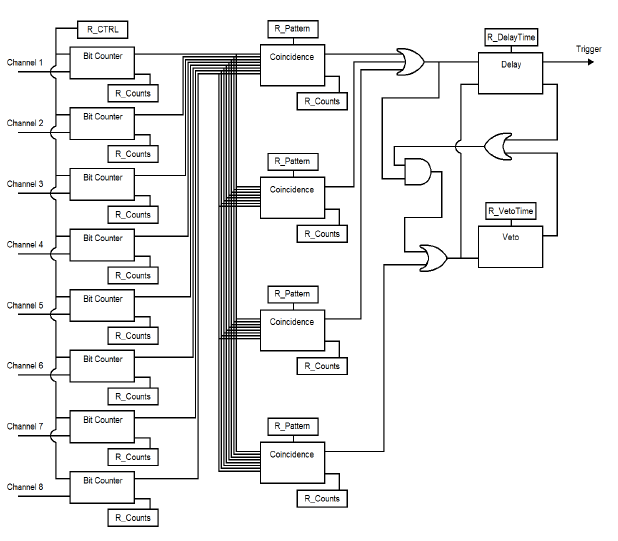 R_CTRL
Channel 1
Bit Counter
R_Counts
Channel 2
Bit Counter
R_Counts
Channel 3
Bit Counter
R_Counts
Channel 4
Bit Counter
R_Counts
Channel 5
Bit Counter
R_Counts
Channel 6
Bit Counter
R_Counts
Channel 7
Bit Counter
R_Counts
Channel 8
Bit Counter
R_Counts
R_Pattern
Coincidence
R_Counts
R_Pattern
Coincidence
R_Counts
R_Pattern
Coincidence
R_Counts
R_Pattern
Coincidence
R_Counts
R_DelayTime
Delay
Trigger
R_VetoTime
Veto